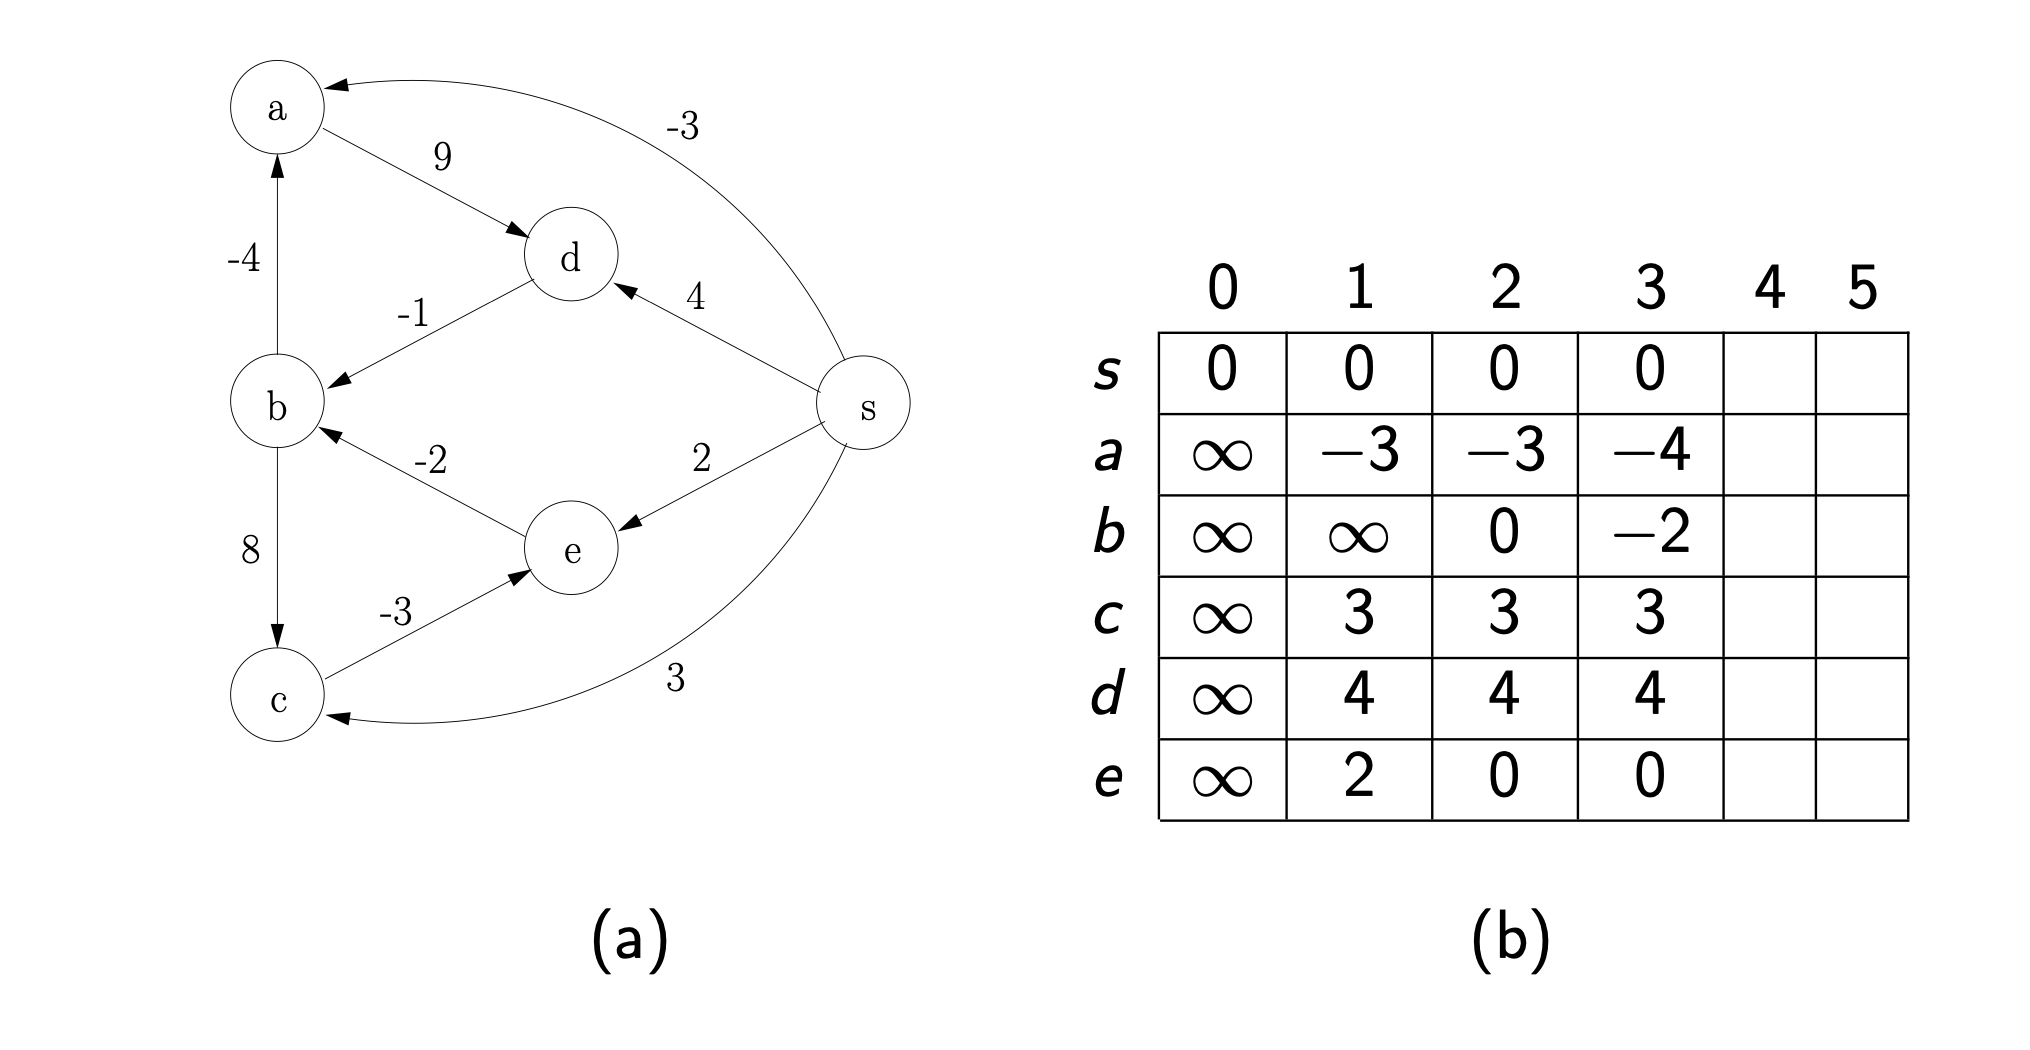 a
-3
9
d
-4
-1
4
b
s
-2
2
8
e
-3
c
3
(a)
0 1 2 3 4 5
s 0 0 0 0
a ∞ −3 −3 −4
b ∞ ∞ 0 −2
c ∞ 3 3 3
d ∞ 4 4 4
e ∞ 2 0 0
(b)